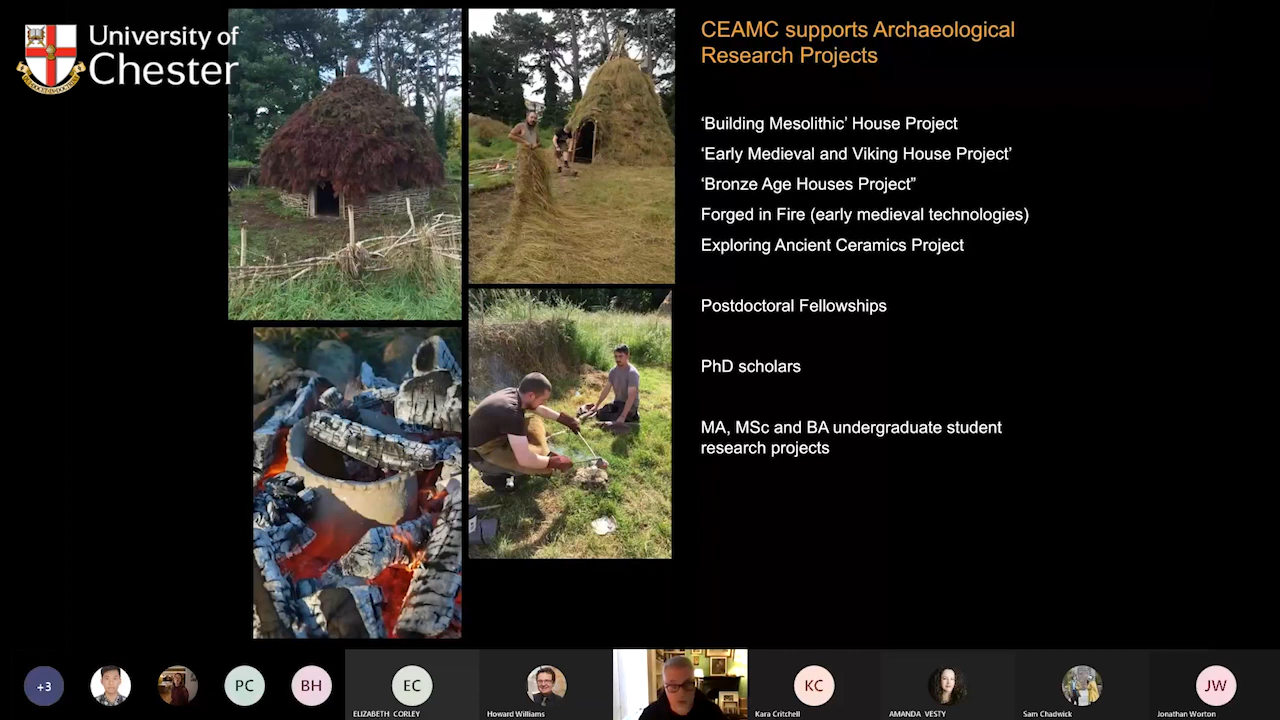 University of
Chester
CEAMC supports Archaeological
Research Projects
‘Building Mesolithic’ House Project
‘Early Medieval and Viking House Project’
‘Bronze Age Houses Project”
Forged in Fire (early medieval technologies)
Exploring Ancient Ceramics Project
Postdoctoral Fellowships
PhD scholars
MA, MSc and BA undergraduate student
research projects
+3
PC
BH
EC
KC
JW
ELIZABETH CORLEY
Howard Williams
Kara Critchell
AMANDA VESTY
Sam Chadwick
Jonathan Worton